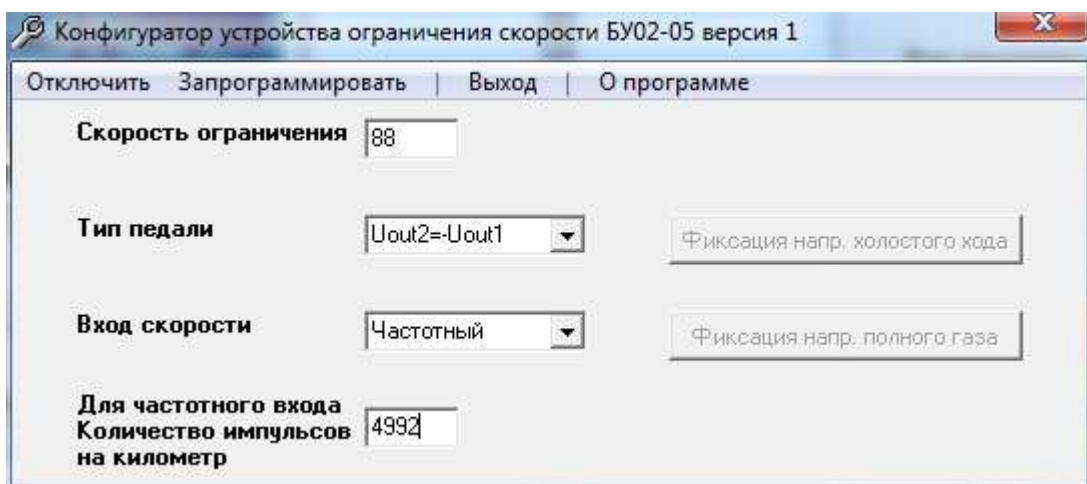 Конфигуратор устройства ограничения скорости БУ02-05 версия 1
Отключить Запрограммировать | Выход | О программе
Скорость ограничения 88
Тип педали Uout2=-Uout1 Фиксация напр. холостого хода
Вход скорости Частотный Фиксация напр. полного газа
Для частотного входа
Количество импульсов 4992
на километр